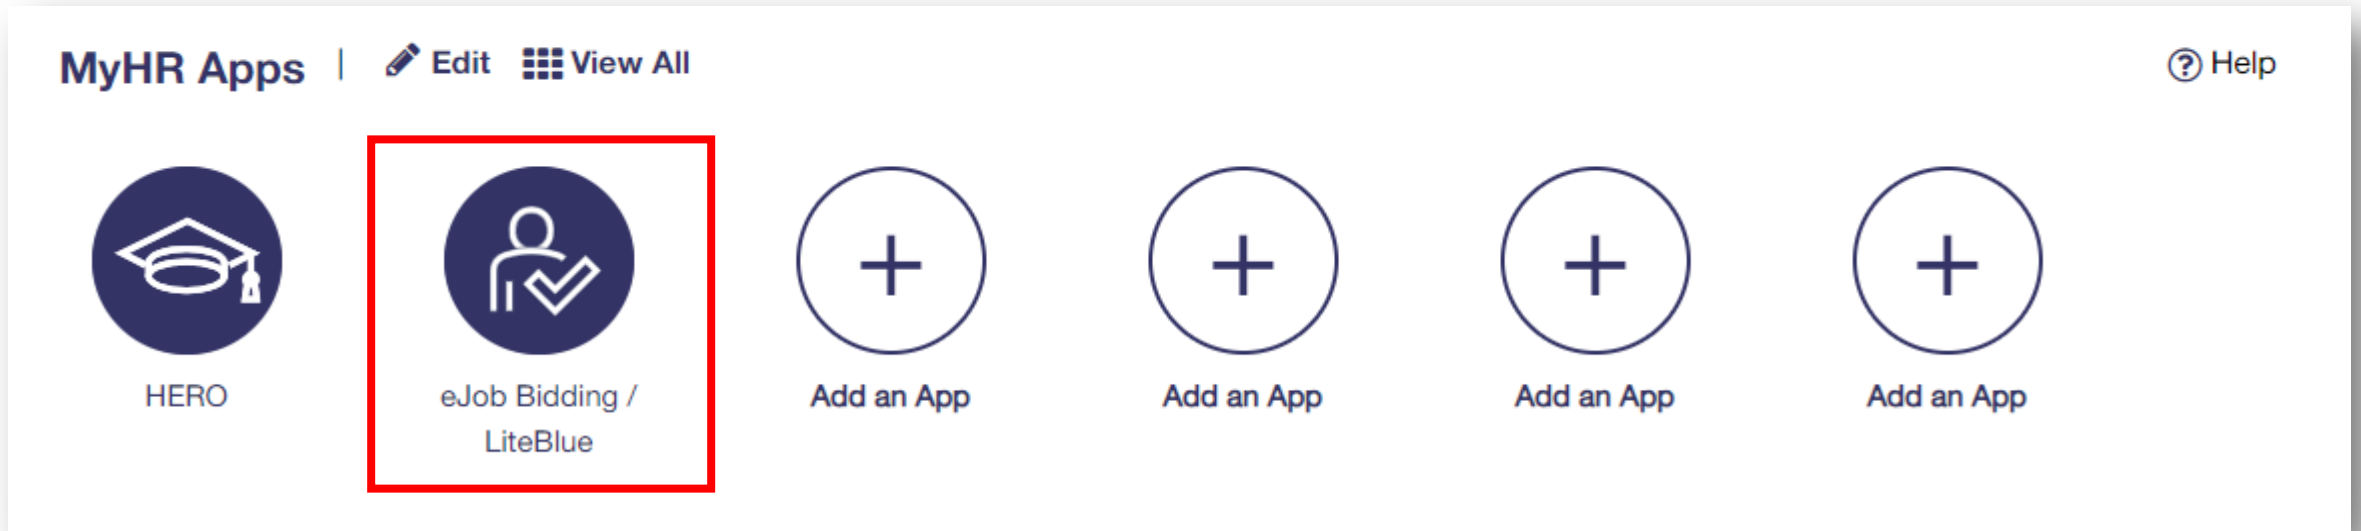 MyHR Apps | Edit View All
? Help
HERO
eJob Bidding /
LiteBlue
Add an App
Add an App
Add an App
Add an App